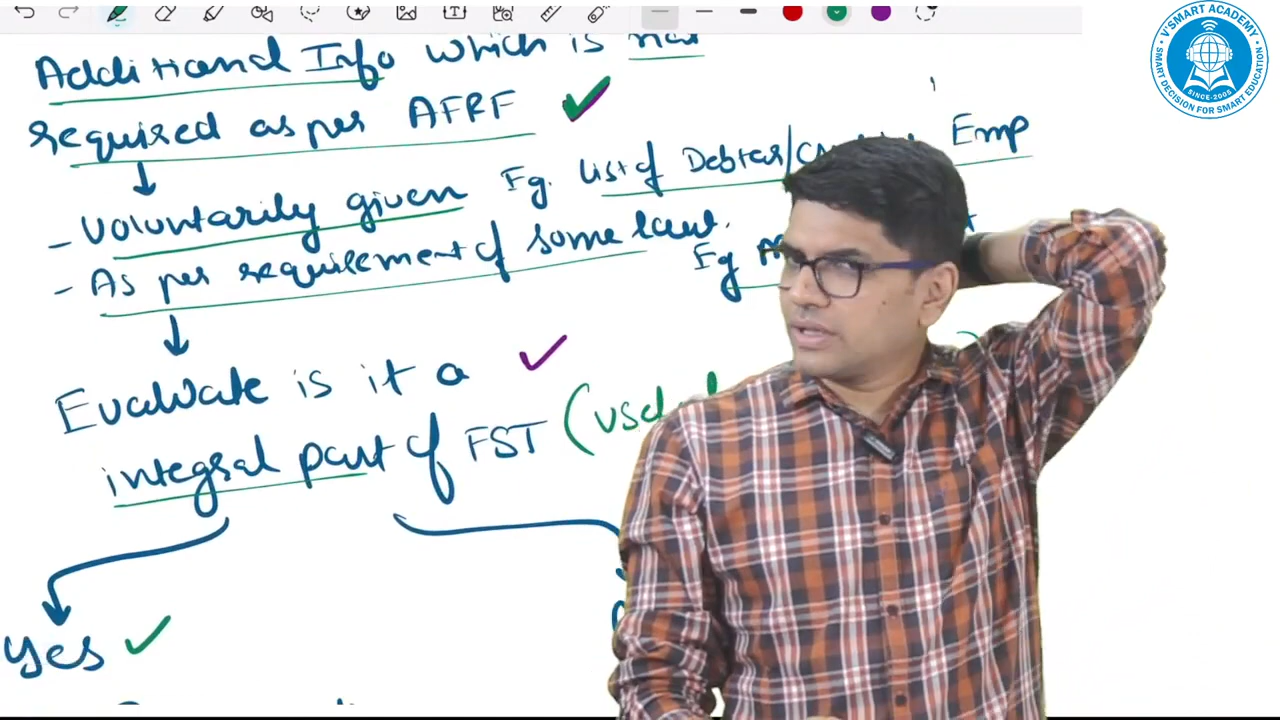 Additional Info which is not
required as per AFRF
- Voluntarily given Eg. List of Debtors/ Emp
- As per requirement of some law. Eg
Evaluate is it a
integral part of FST (
Yes
V'SMART ACADEMY
SMART DECISION FOR SMART EDUCATION
SINCE-2005